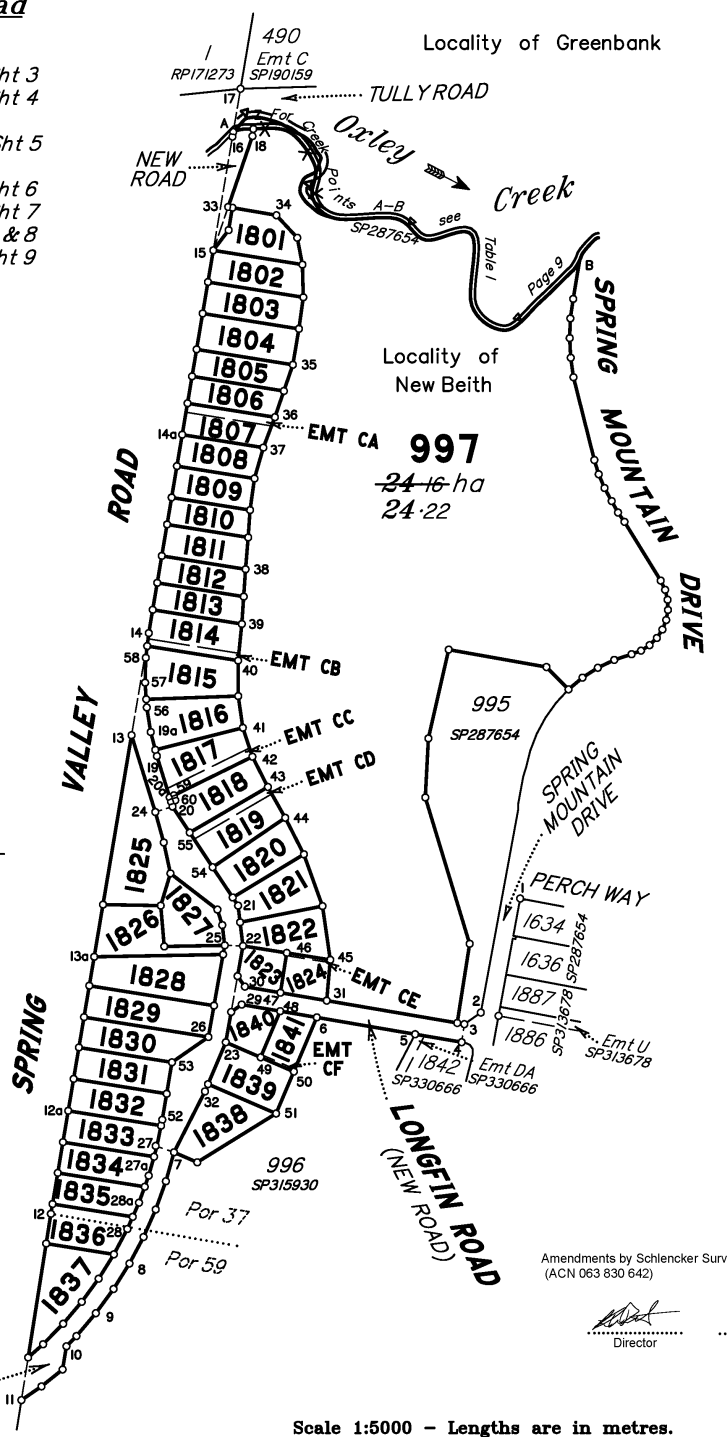 ad
ht 3
ht 4
Sht 5
ht 6
ht 7
& 8
ht 9
490
Emt C
SP190159
1
RP171273
Locality of Greenbank
17
TULLY ROAD
A
16
18
For Creek Points A-B see Table 1 Page 9
SP287654
Oxley Creek
NEW
ROAD
33
34
15
B
1801
1802
1803
1804
35
1805
1806
36
1807
EMT CA
14a
37
1808
1809
1810
1811
38
1812
1813
39
14
1814
EMT CB
58
40
57
1815
56
1816
41
19a
13
EMT CC
42
19
1817
20a
59
60
20
1818
EMT CD
43
24
44
55
1819
54
1820
1821
21
1822
22
46
45
EMT CE
1823
1824
30
31
29
47
48
6
Locality of
New Beith
997
24·16 ha
24·22
SPRING MOUNTAIN DRIVE
995
SP287654
SPRING
MOUNTAIN
DRIVE
PERCH WAY
1
1634
1636
SP287654
1887
1886
SP313678
Emt U
SP313678
2
3
4
5
1842
SP330666
Emt DA
SP330666
SPRING VALLEY ROAD
1825
1826
1827
25
13a
1828
1829
26
1830
53
1831
1832
12a
52
1833
27
1834
27a
1835
28a
12
1836
28
1837
1840
1841
23
49
50
EMT
CF
1839
32
51
1838
7
996
SP315930
Por 37
Por 59
8
9
10
11
LONGFIN ROAD
(NEW ROAD)
Amendments by Schlencker Surv
(ACN 063 830 642)
Director
Scale 1:5000 – Lengths are in metres.